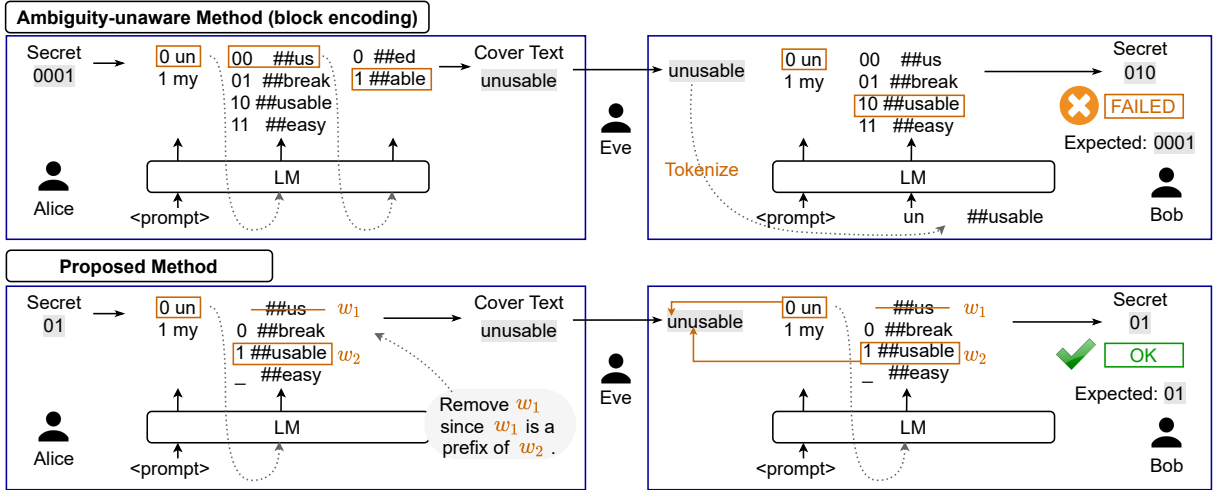 Ambiguity-unaware Method (block encoding)
Secret
0001
0 un
1 my
00 ##us
01 ##break
10 ##usable
11 ##easy
0 ##ed
1 ##able
Cover Text
unusable
LM
<prompt>
Alice
Eve
unusable
Tokenize
0 un
1 my
00 ##us
01 ##break
10 ##usable
11 ##easy
LM
<prompt>
un
##usable
Secret
010
FAILED
Expected: 0001
Bob
Proposed Method
Secret
01
0 un
1 my
##us w1
0 ##break
1 ##usable w2
_ ##easy
Cover Text
unusable
Remove w1
since w1 is a
prefix of w2 .
LM
<prompt>
Alice
Eve
unusable
0 un
1 my
##us w1
0 ##break
1 ##usable w2
_ ##easy
LM
<prompt>
Secret
01
OK
Expected: 01
Bob